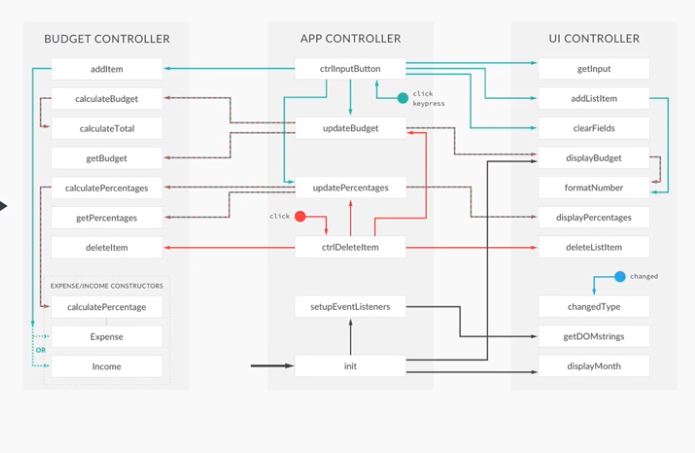 BUDGET CONTROLLER
addItem
calculateBudget
calculateTotal
getBudget
calculatePercentages
getPercentages
deleteItem
EXPENSE/INCOME CONSTRUCTORS
calculatePercentage
Expense
OR
Income
APP CONTROLLER
ctrlInputButton
click
keypress
updateBudget
updatePercentages
click
ctrlDeleteItem
setupEventListeners
init
UI CONTROLLER
getInput
addListItem
clearFields
displayBudget
formatNumber
displayPercentages
deleteListItem
changed
changedType
getDOMstrings
displayMonth